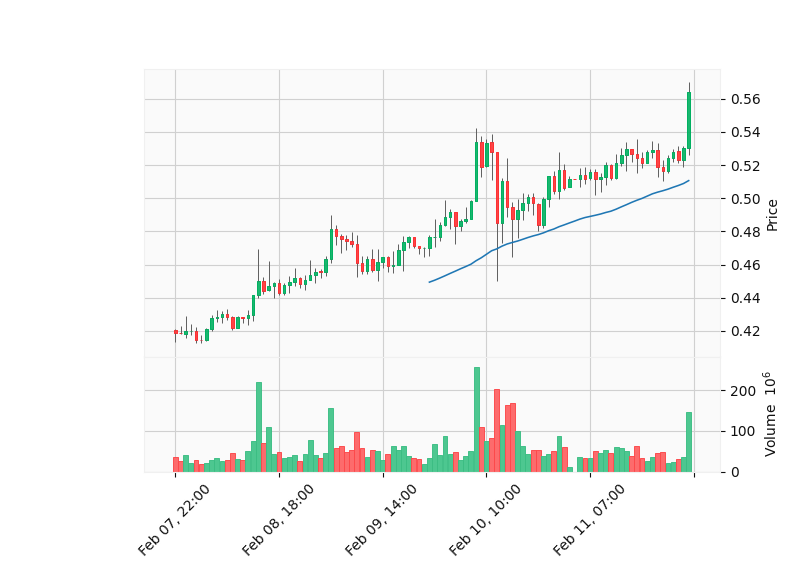 0.56
0.54
0.52
0.50
0.48
0.46
0.44
0.42
Price
200
100
0
Volume 10^6
Feb 07, 22:00
Feb 08, 18:00
Feb 09, 14:00
Feb 10, 10:00
Feb 11, 07:00